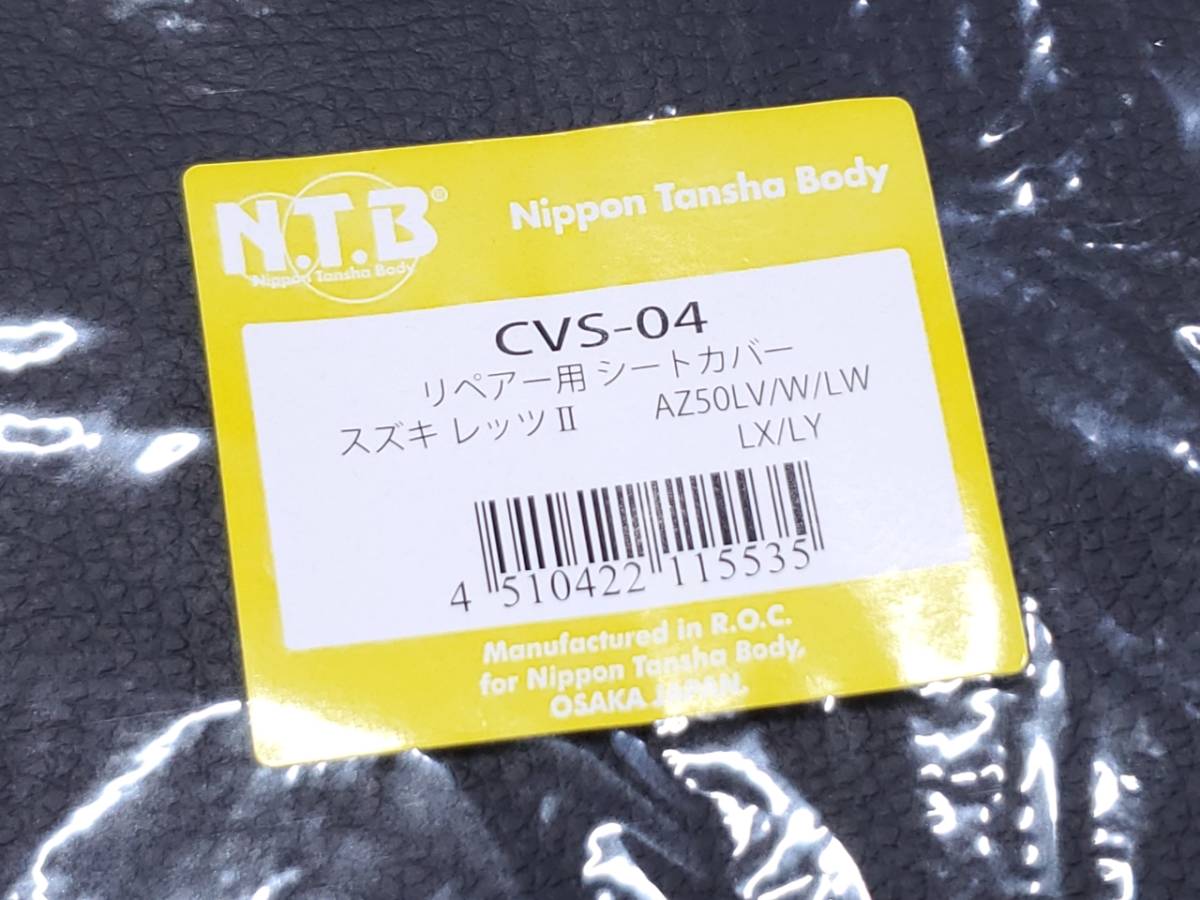 N.T.B®
Nippon Tansha Body
Nippon Tansha Body
CVS-04
リペアー用 シートカバー
スズキ レッツⅡ AZ50LV/W/LW
LX/LY
4 510422 115535
Manufactured in R.O.C.
for Nippon Tansha Body,
OSAKA JAPAN.